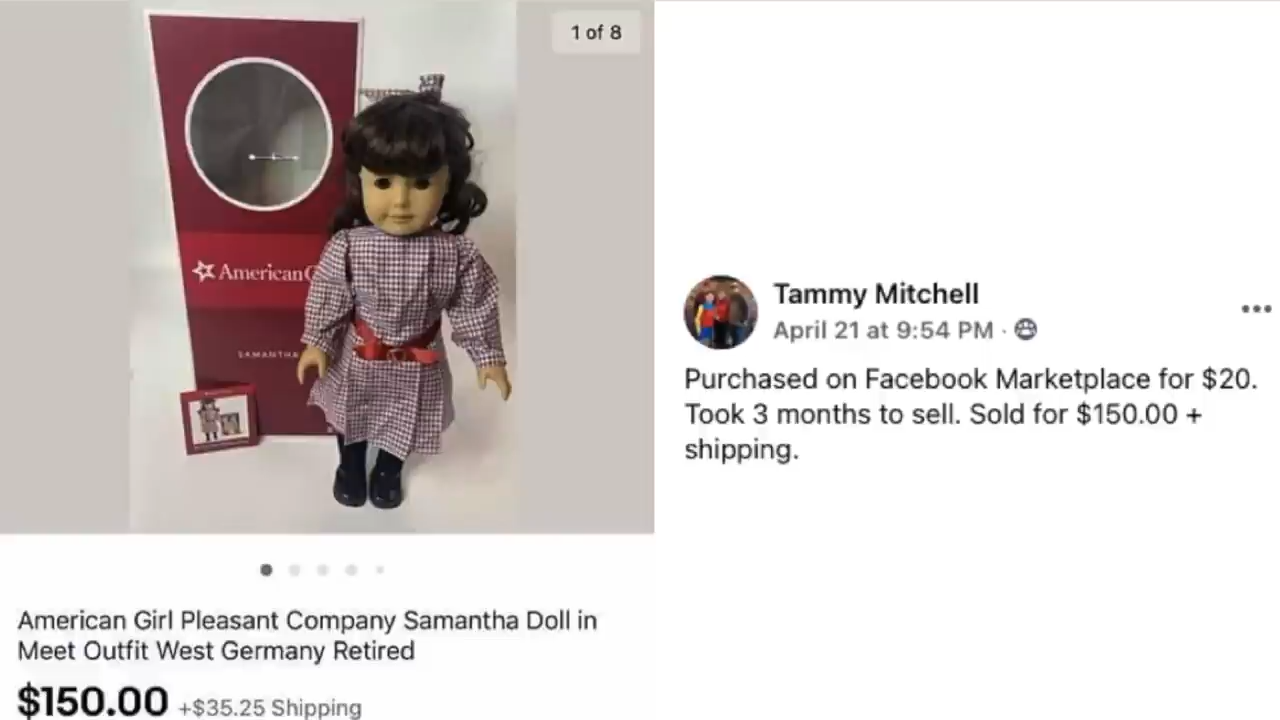 1 of 8
American
SAMANTHA
American Girl Pleasant Company Samantha Doll in
Meet Outfit West Germany Retired
$150.00 +$35.25 Shipping
Tammy Mitchell
April 21 at 9:54 PM ·
Purchased on Facebook Marketplace for $20.
Took 3 months to sell. Sold for $150.00 +
shipping.